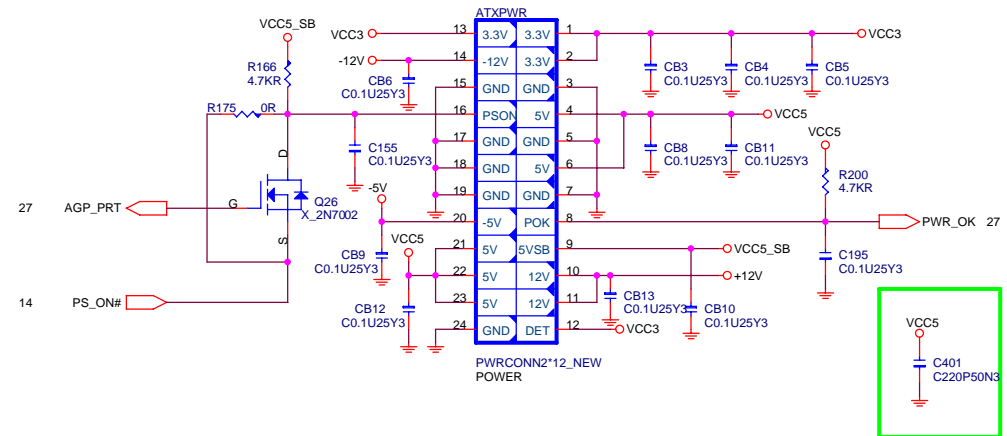 ATXPWR
VCC5_SB
R166
4.7KR
R175
0R
D
G
S
Q26
X_2N7002
27
AGP_PRT
14
PS_ON#
C155
C0.1U25Y3
VCC3
-12V
CB6
C0.1U25Y3
-5V
CB9
C0.1U25Y3
VCC5
CB12
C0.1U25Y3
13 3.3V 3.3V 1
14 -12V 3.3V 2
15 GND GND 3
16 PSON 5V 4
17 GND GND 5
18 GND 5V 6
19 GND GND 7
20 -5V POK 8
21 5V 5VSB 9
22 5V 12V 10
23 5V 12V 11
24 GND DET 12
PWRCONN2*12_NEW
POWER
VCC3
CB3
C0.1U25Y3
CB4
C0.1U25Y3
CB5
C0.1U25Y3
VCC5
CB8
C0.1U25Y3
CB11
C0.1U25Y3
VCC5
R200
4.7KR
PWR_OK 27
C195
C0.1U25Y3
VCC5_SB
+12V
CB13
C0.1U25Y3
CB10
C0.1U25Y3
VCC3
VCC5
C401
C220P50N3